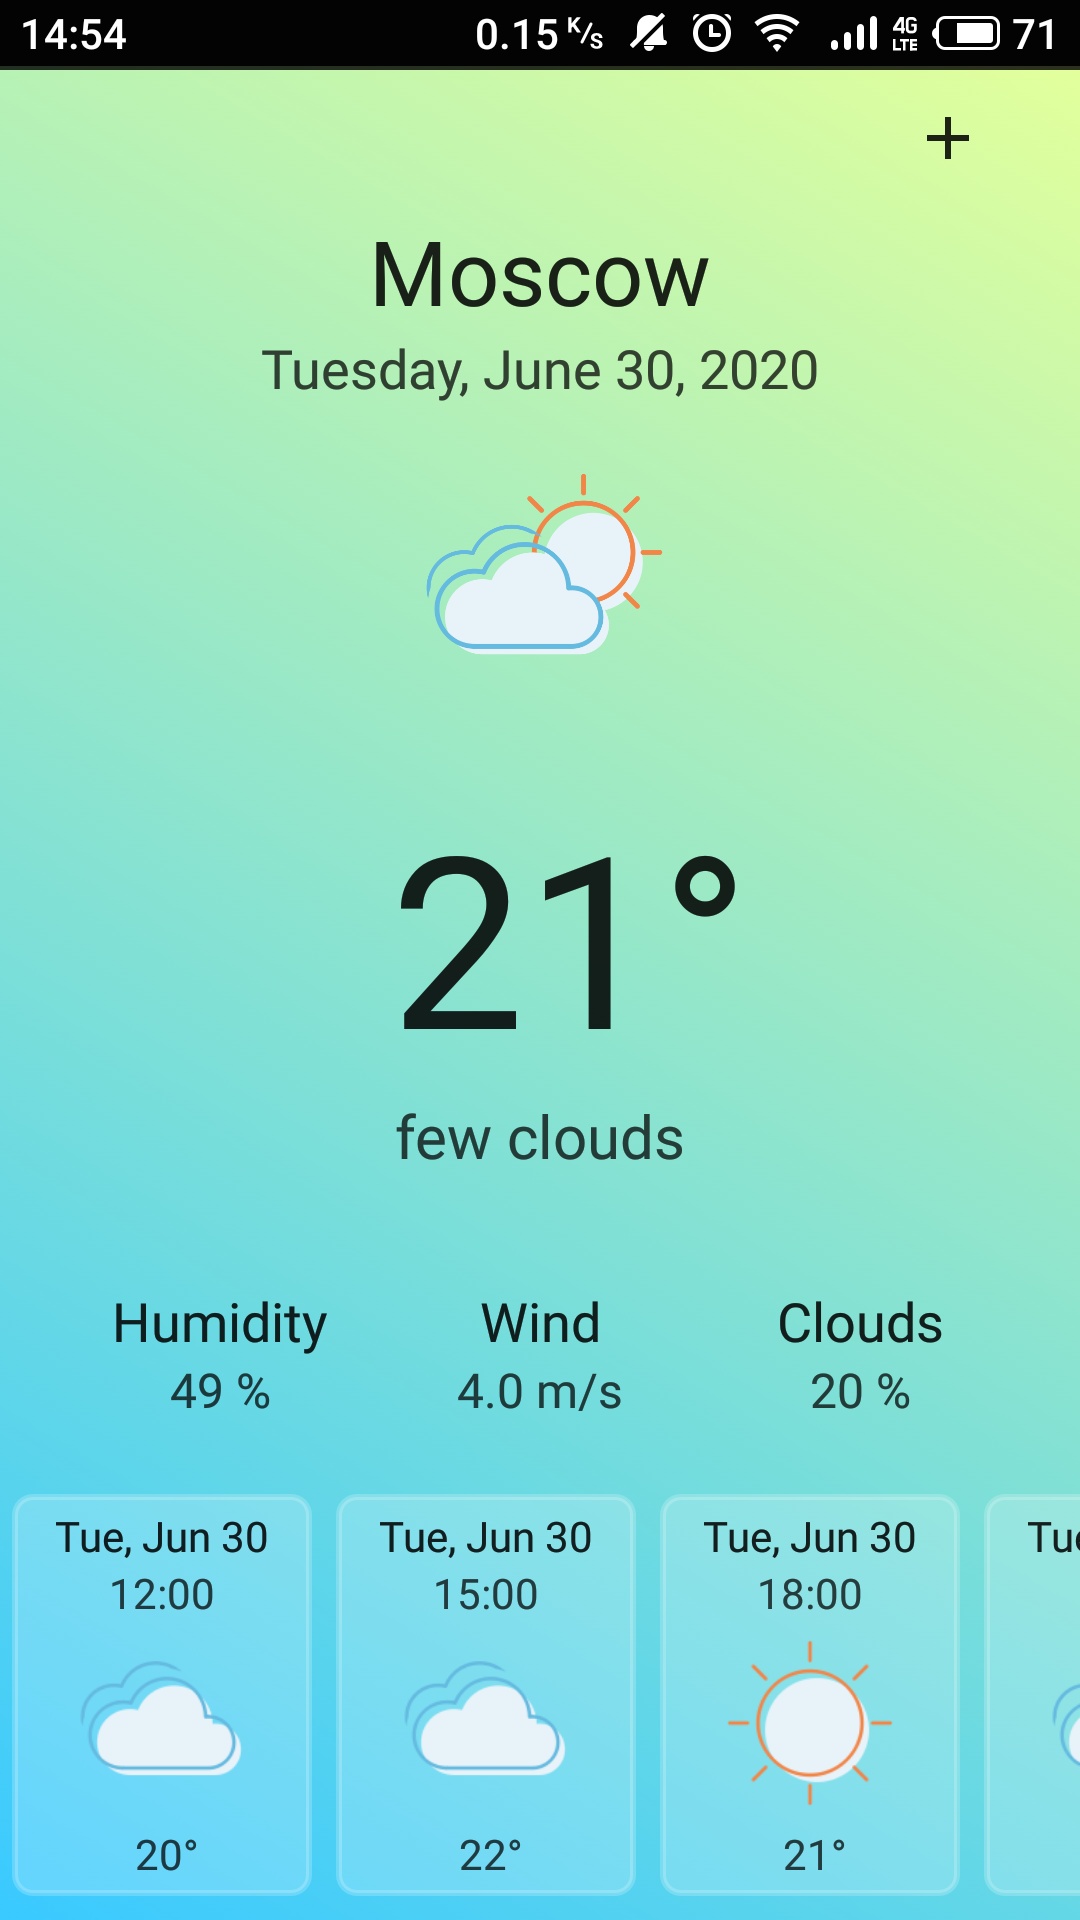 14:54 0.15 K/s 4G LTE 71
+
Moscow
Tuesday, June 30, 2020
21°
few clouds
Humidity Wind Clouds
49 % 4.0 m/s 20 %
Tue, Jun 30 Tue, Jun 30 Tue, Jun 30
12:00 15:00 18:00
20° 22° 21°